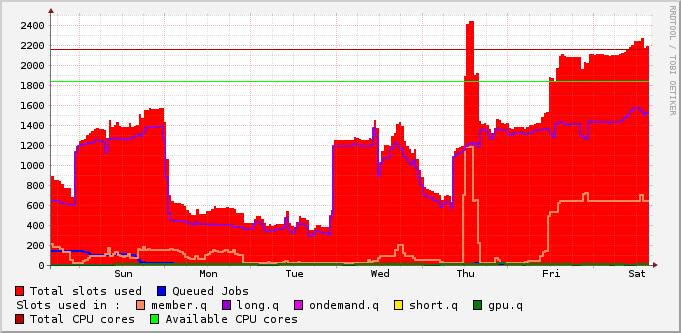 RRDTOOL / TOBI OETIKER
2400
2200
2000
1800
1600
1400
1200
1000
800
600
400
200
0
Sun Mon Tue Wed Thu Fri Sat
Total slots used Queued Jobs
Slots used in : member.q long.q ondemand.q short.q gpu.q
Total CPU cores Available CPU cores